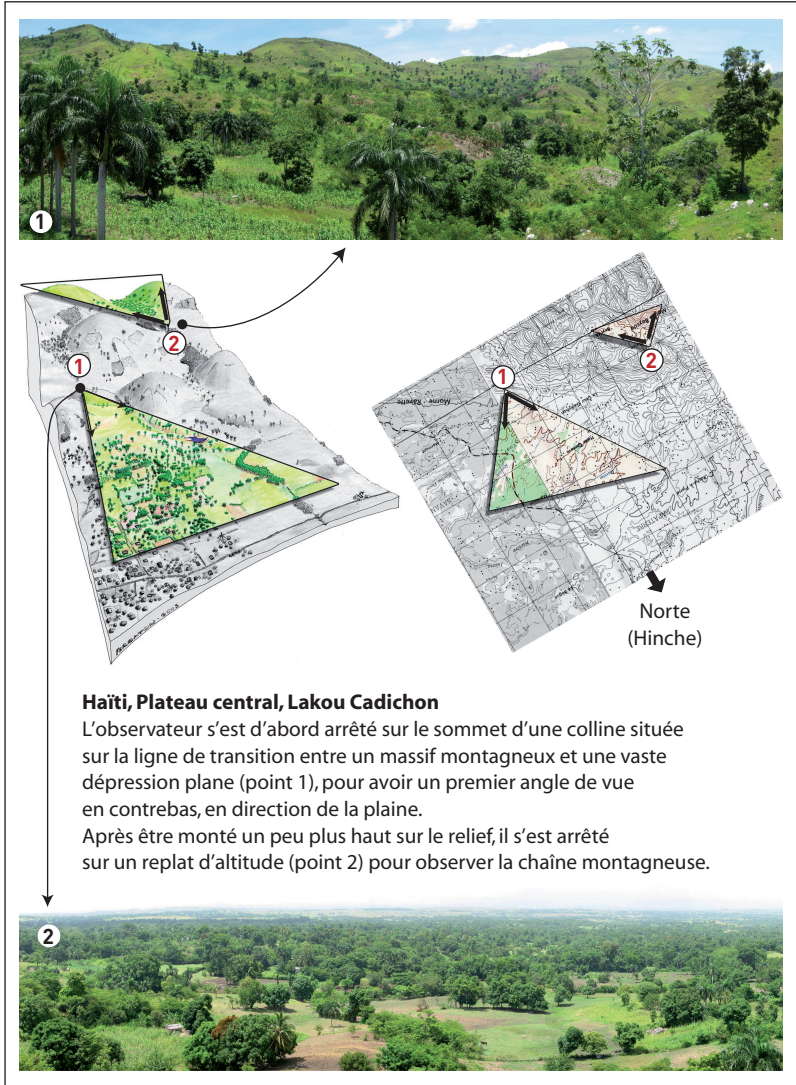 1
2
1
1
2
Morne Rayette
Norte
(Hinche)
BRENTON - 2003
Haïti, Plateau central, Lakou Cadichon
L'observateur s'est d'abord arrêté sur le sommet d'une colline située
sur la ligne de transition entre un massif montagneux et une vaste
dépression plane (point 1), pour avoir un premier angle de vue
en contrebas, en direction de la plaine.
Après être monté un peu plus haut sur le relief, il s'est arrêté
sur un replat d'altitude (point 2) pour observer la chaîne montagneuse.
2